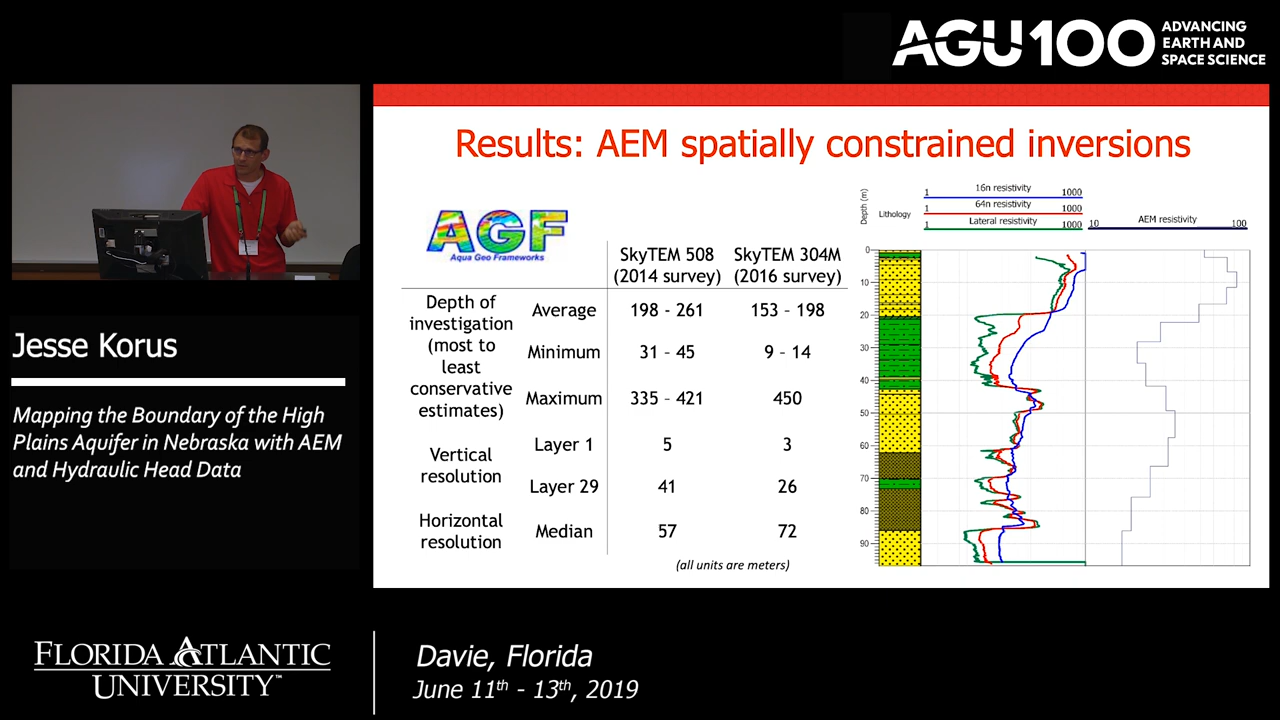 AGU100 ADVANCING
EARTH AND
SPACE SCIENCE
Results: AEM spatially constrained inversions
AGF
Aqua Geo Frameworks
SkyTEM 508
(2014 survey)
SkyTEM 304M
(2016 survey)
Depth of
investigation
(most to
least
conservative
estimates)
Average 198 - 261 153 – 198
Minimum 31 – 45 9 – 14
Maximum 335 – 421 450
Vertical
resolution
Layer 1 5 3
Layer 29 41 26
Horizontal
resolution
Median 57 72
(all units are meters)
Depth (m)
Lithology
1 16n resistivity 1000
1 64n resistivity 1000
1 Lateral resistivity 1000
10 AEM resistivity 100
0
10
20
30
40
50
60
70
80
90
Jesse Korus
Mapping the Boundary of the High
Plains Aquifer in Nebraska with AEM
and Hydraulic Head Data
FLORIDA ATLANTIC
UNIVERSITY™
Davie, Florida
June 11th - 13th, 2019